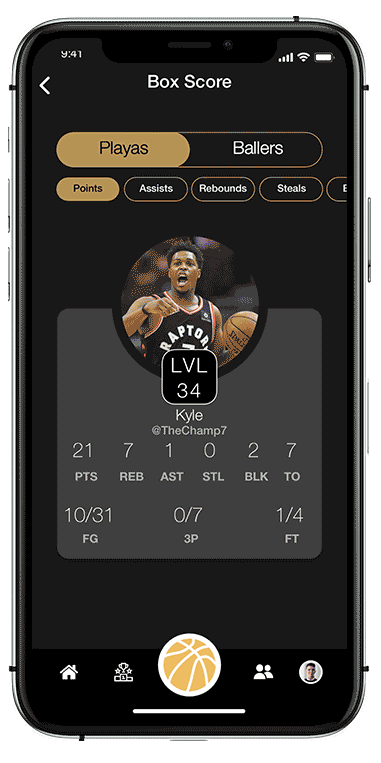 9:41
Box Score
Playas Ballers
Points Assists Rebounds Steals
RAPTOR
LVL
34
Kyle
@TheChamp7
21 7 1 0 2 7
PTS REB AST STL BLK TO
10/31 0/7 1/4
FG 3P FT